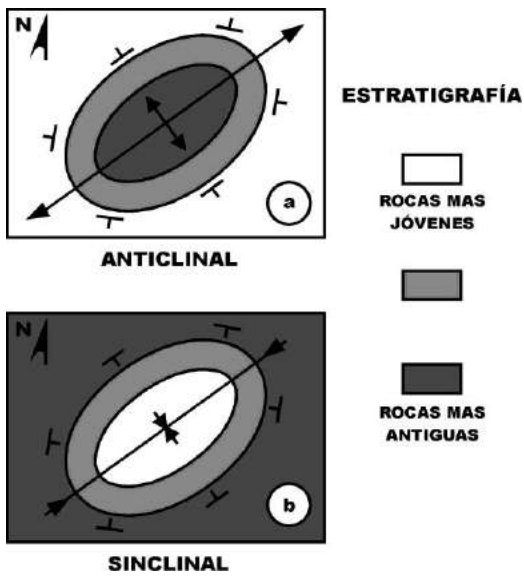 N
a
ANTICLINAL
ESTRATIGRAFÍA
ROCAS MAS
JÓVENES
ROCAS MAS
ANTIGUAS
N
b
SINCLINAL